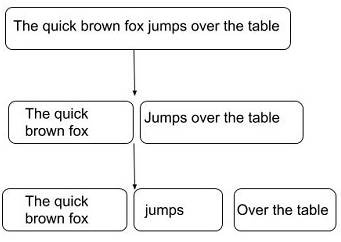 The quick brown fox jumps over the table
The quick
brown fox
Jumps over the table
The quick
brown fox
jumps
Over the table